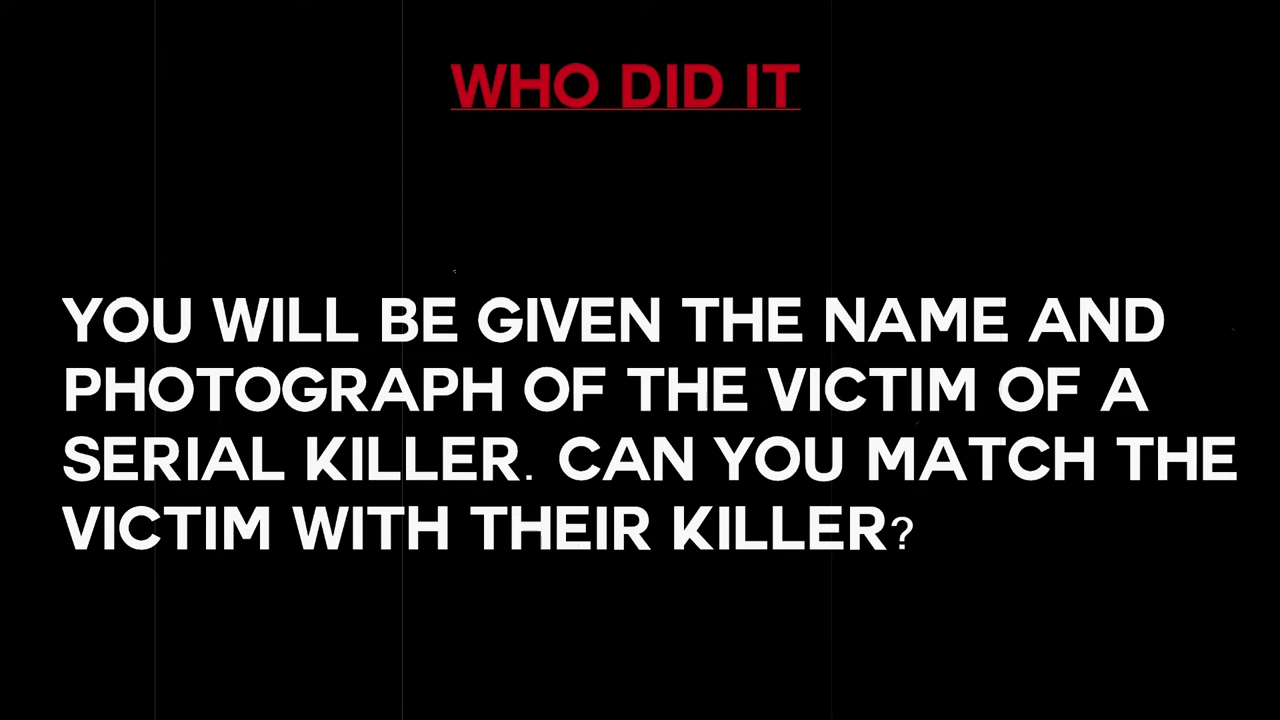 WHO DID IT
YOU WILL BE GIVEN THE NAME AND
PHOTOGRAPH OF THE VICTIM OF A
SERIAL KILLER. CAN YOU MATCH THE
VICTIM WITH THEIR KILLER?